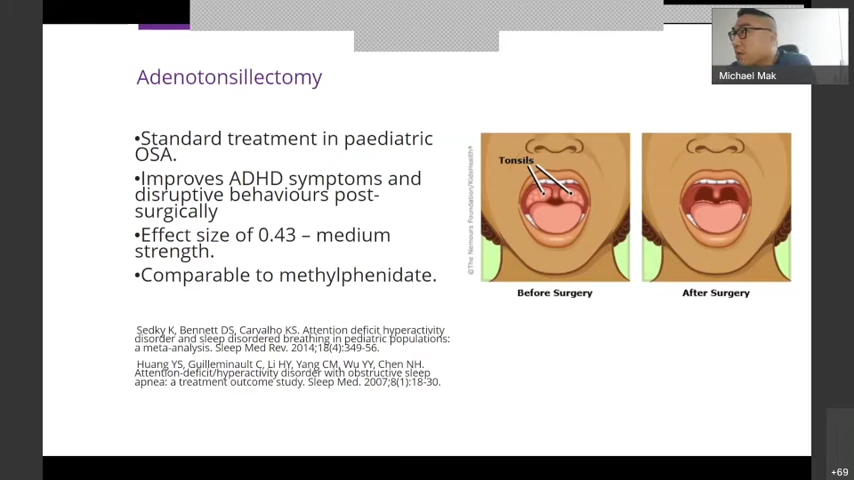 Michael Mak
Adenotonsillectomy
•Standard treatment in paediatric
OSA.
•Improves ADHD symptoms and
disruptive behaviours post-
surgically
•Effect size of 0.43 – medium
strength.
•Comparable to methylphenidate.
Sedky K, Bennett DS, Carvalho KS. Attention deficit hyperactivity
disorder and sleep disordered breathing in pediatric populations:
a meta-analysis. Sleep Med Rev. 2014;18(4):349-56.
Huang YS, Guilleminault C, Li HY, Yang CM, Wu YY, Chen NH.
Attention-deficit/hyperactivity disorder with obstructive sleep
apnea: a treatment outcome study. Sleep Med. 2007;8(1):18-30.
©The Nemours Foundation/KidsHealth®
Tonsils
Before Surgery
After Surgery
+69